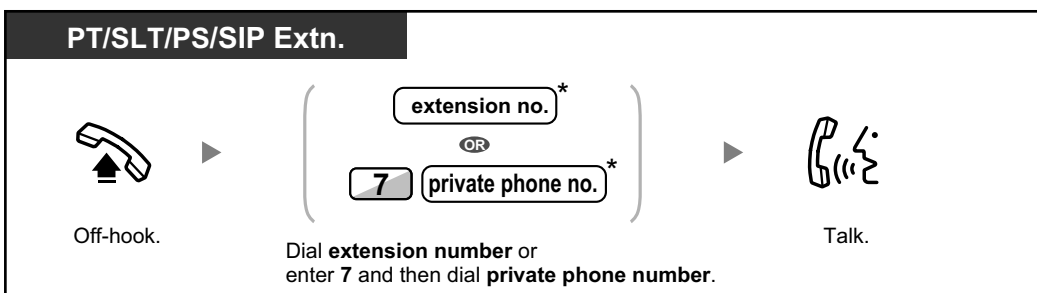 PT/SLT/PS/SIP Extn.
extension no.*
OR
7 private phone no.*
Off-hook.
Dial extension number or
enter 7 and then dial private phone number.
Talk.